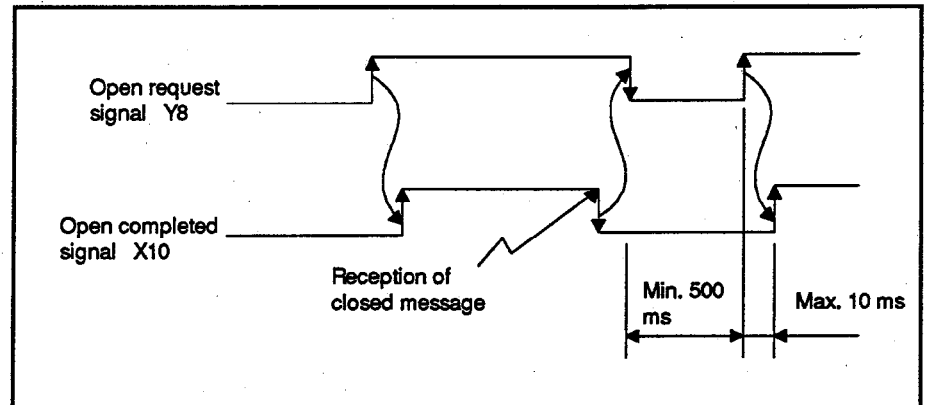 Open request
signal Y8
Open completed
signal X10
Reception of
closed message
Min. 500
ms
Max. 10 ms